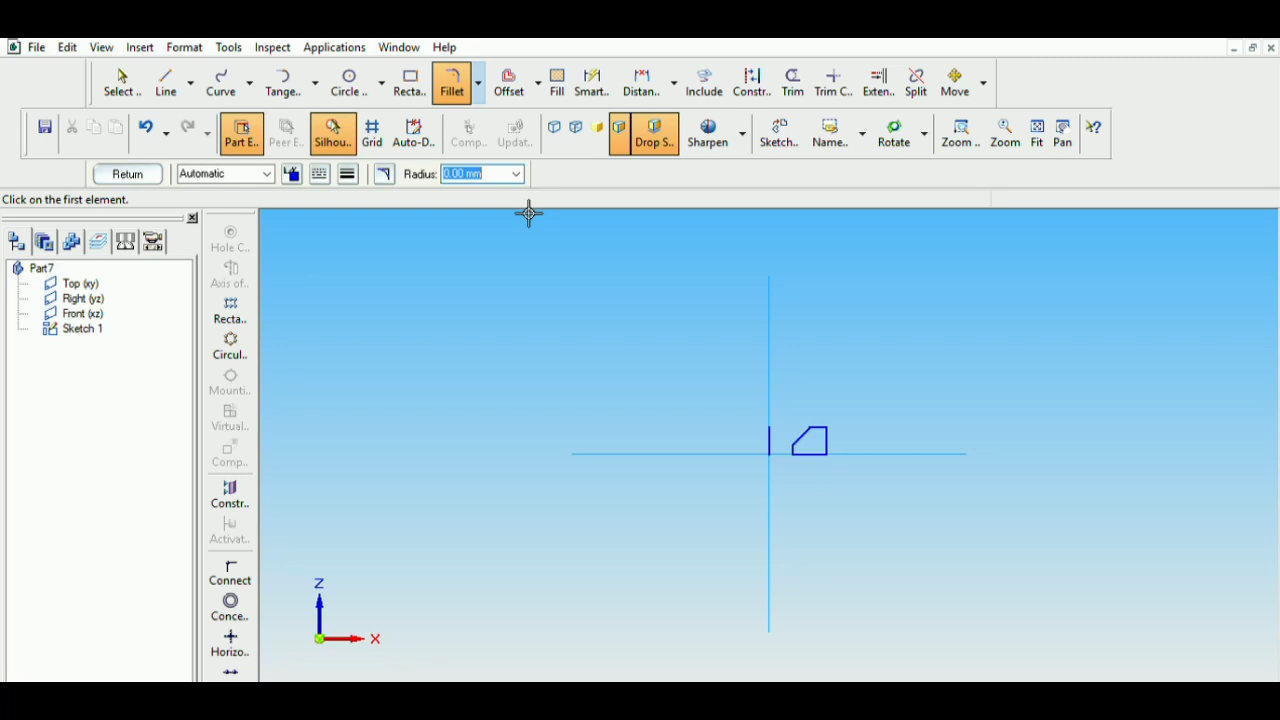 File Edit View Insert Format Tools Inspect Applications Window Help
Select .. Line Curve Tange.. Circle .. Recta.. Fillet Offset Fill Smart.. Distan.. Include Constr.. Trim Trim C.. Exten.. Split Move
Part E.. Peer E.. Silhou.. Grid Auto-D.. Comp.. Updat.. Drop S.. Sharpen Sketch.. Name.. Rotate Zoom .. Zoom Fit Pan
Return Automatic Radius: 0.00 mm
Click on the first element.
Part7
Top (xy)
Right (yz)
Front (xz)
Sketch 1
Hole C..
Axis of..
Recta..
Circul..
Mounti..
Virtual..
Comp..
Constr..
Activat..
Connect
Conce..
Horizo..
Z
X